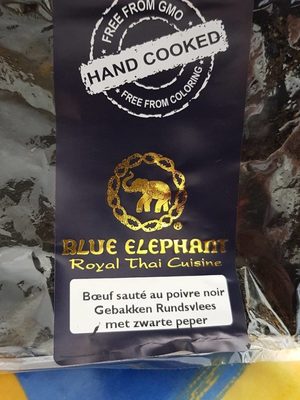 FREE FROM GMO
HAND COOKED
FREE FROM COLORING
®
BLUE ELEPHANT
Royal Thai Cuisine
Bœuf sauté au poivre noir
Gebakken Rundsvlees
met zwarte peper